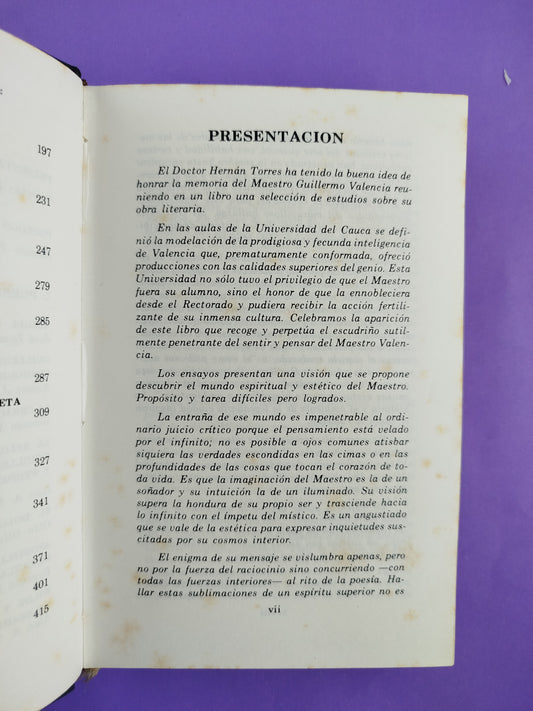 :
197
231
247
279
285
287
ETA
309
327
341
371
401
415
PRESENTACION
El Doctor Hernán Torres ha tenido la buena idea de
honrar la memoria del Maestro Guillermo Valencia reu-
niendo en un libro una selección de estudios sobre su
obra literaria.
En las aulas de la Universidad del Cauca se defi-
nió la modelación de la prodigiosa y fecunda inteligencia
de Valencia que, prematuramente conformada, ofreció
producciones con las calidades superiores del genio. Esta
Universidad no sólo tuvo el privilegio de que el Maestro
fuera su alumno, sino el honor de que la ennobleciera
desde el Rectorado y pudiera recibir la acción fertili-
zante de su inmensa cultura. Celebramos la aparición
de este libro que recoge y perpetúa el escudriño sutil-
mente penetrante del sentir y pensar del Maestro Valen-
cia.
Los ensayos presentan una visión que se propone
descubrir el mundo espiritual y estético del Maestro.
Propósito y tarea difíciles pero logrados.
La entraña de ese mundo es impenetrable al ordi-
nario juicio crítico porque el pensamiento está velado
por el infinito; no es posible a ojos comunes atisbar
siquiera las verdades escondidas en las cimas o en las
profundidades de las cosas que tocan el corazón de to-
da vida. Es que la imaginación del Maestro es la de un
soñador y su intuición la de un iluminado. Su visión
supera la hondura de su propio ser y trasciende hacia
lo infinito con el ímpetu del místico. Es un angustiado
que se vale de la estética para expresar inquietudes sus-
citadas por su cosmos interior.
El enigma de su mensaje se vislumbra apenas, pero
no por la fuerza del raciocinio sino concurriendo —con
todas las fuerzas interiores— al rito de la poesía. Ha-
llar estas sublimaciones de un espíritu superior no es
vii